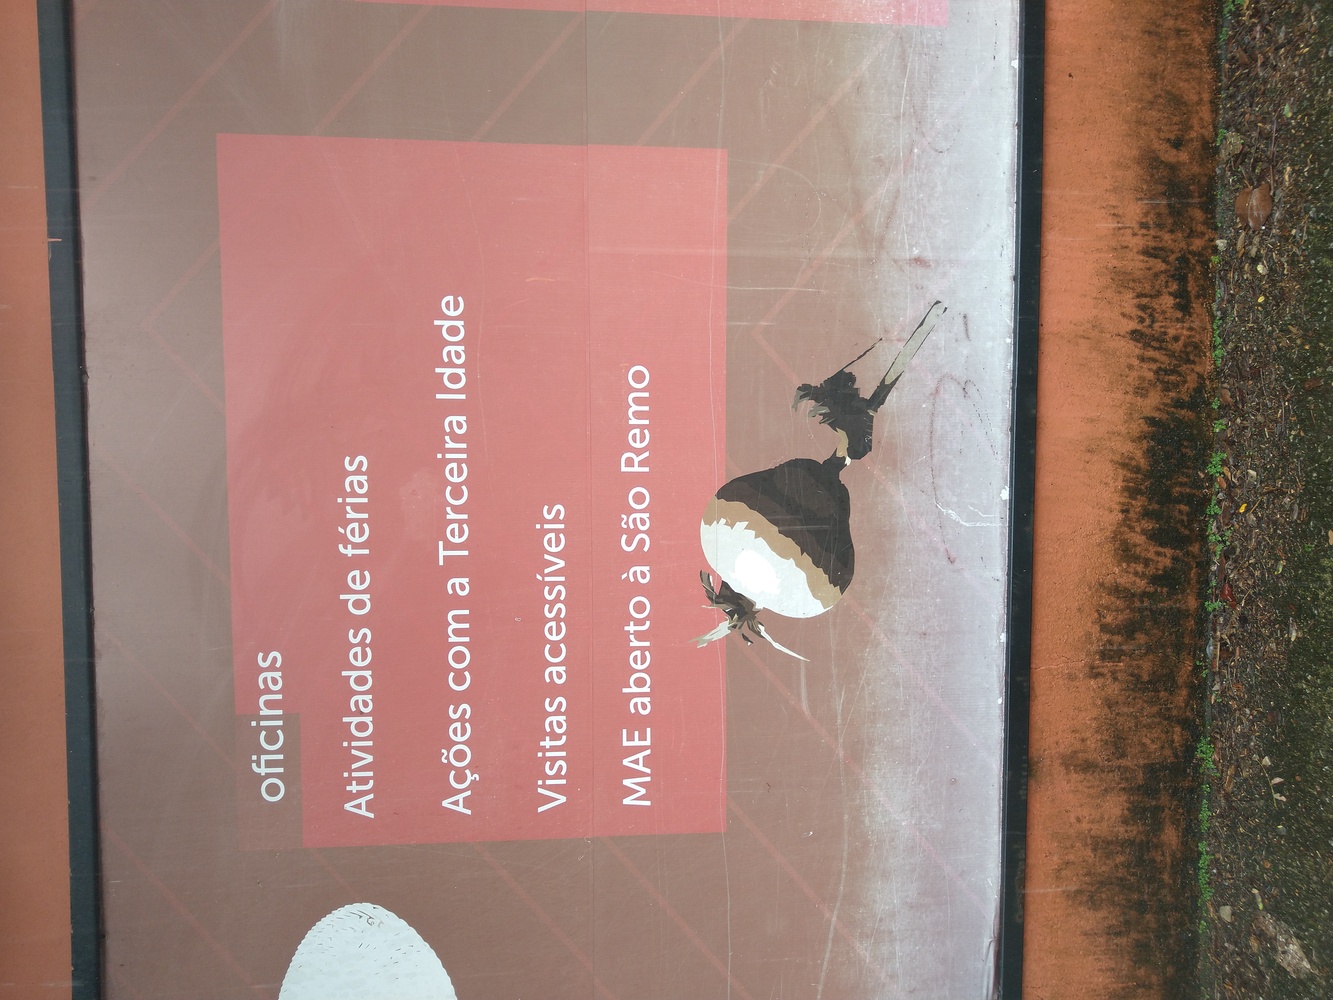 oficinas
Atividades de férias
Ações com a Terceira Idade
Visitas acessíveis
MAE aberto à São Remo